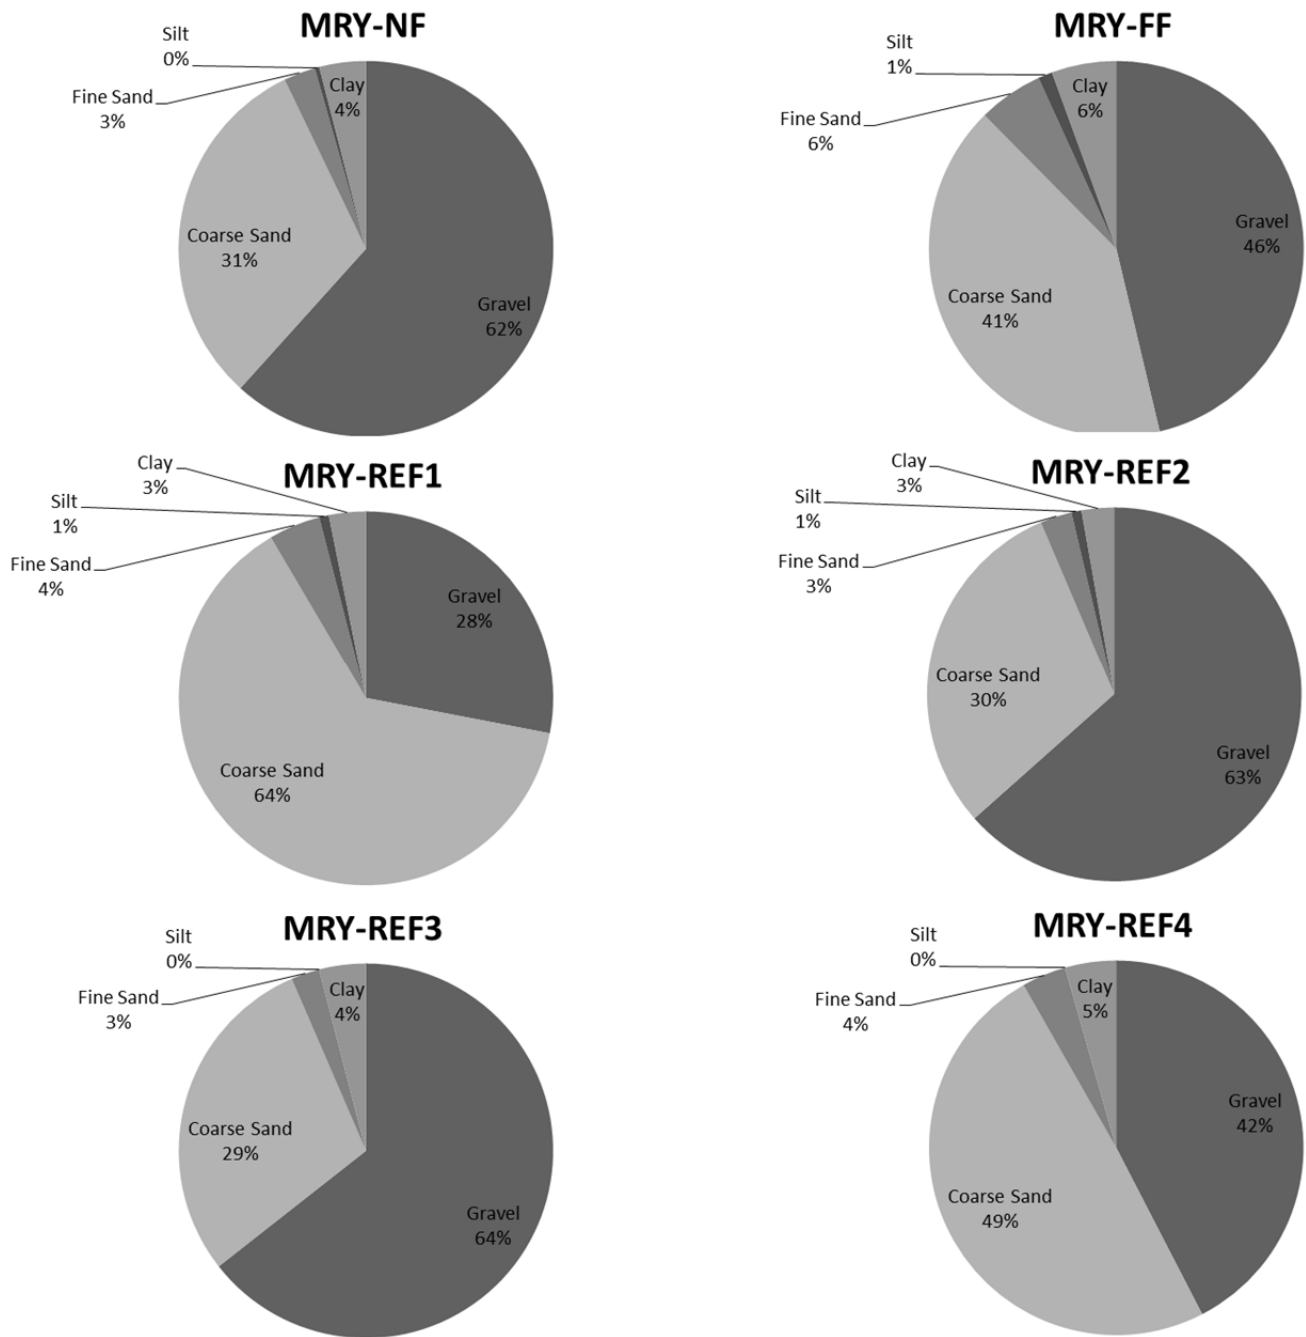 MRY-NF
Silt
0%
Fine Sand
3%
Clay
4%
Coarse Sand
31%
Gravel
62%
MRY-FF
Silt
1%
Fine Sand
6%
Clay
6%
Gravel
46%
Coarse Sand
41%
MRY-REF1
Clay
3%
Silt
1%
Fine Sand
4%
Gravel
28%
Coarse Sand
64%
MRY-REF2
Clay
3%
Silt
1%
Fine Sand
3%
Coarse Sand
30%
Gravel
63%
MRY-REF3
Silt
0%
Fine Sand
3%
Clay
4%
Coarse Sand
29%
Gravel
64%
MRY-REF4
Silt
0%
Fine Sand
4%
Clay
5%
Gravel
42%
Coarse Sand
49%